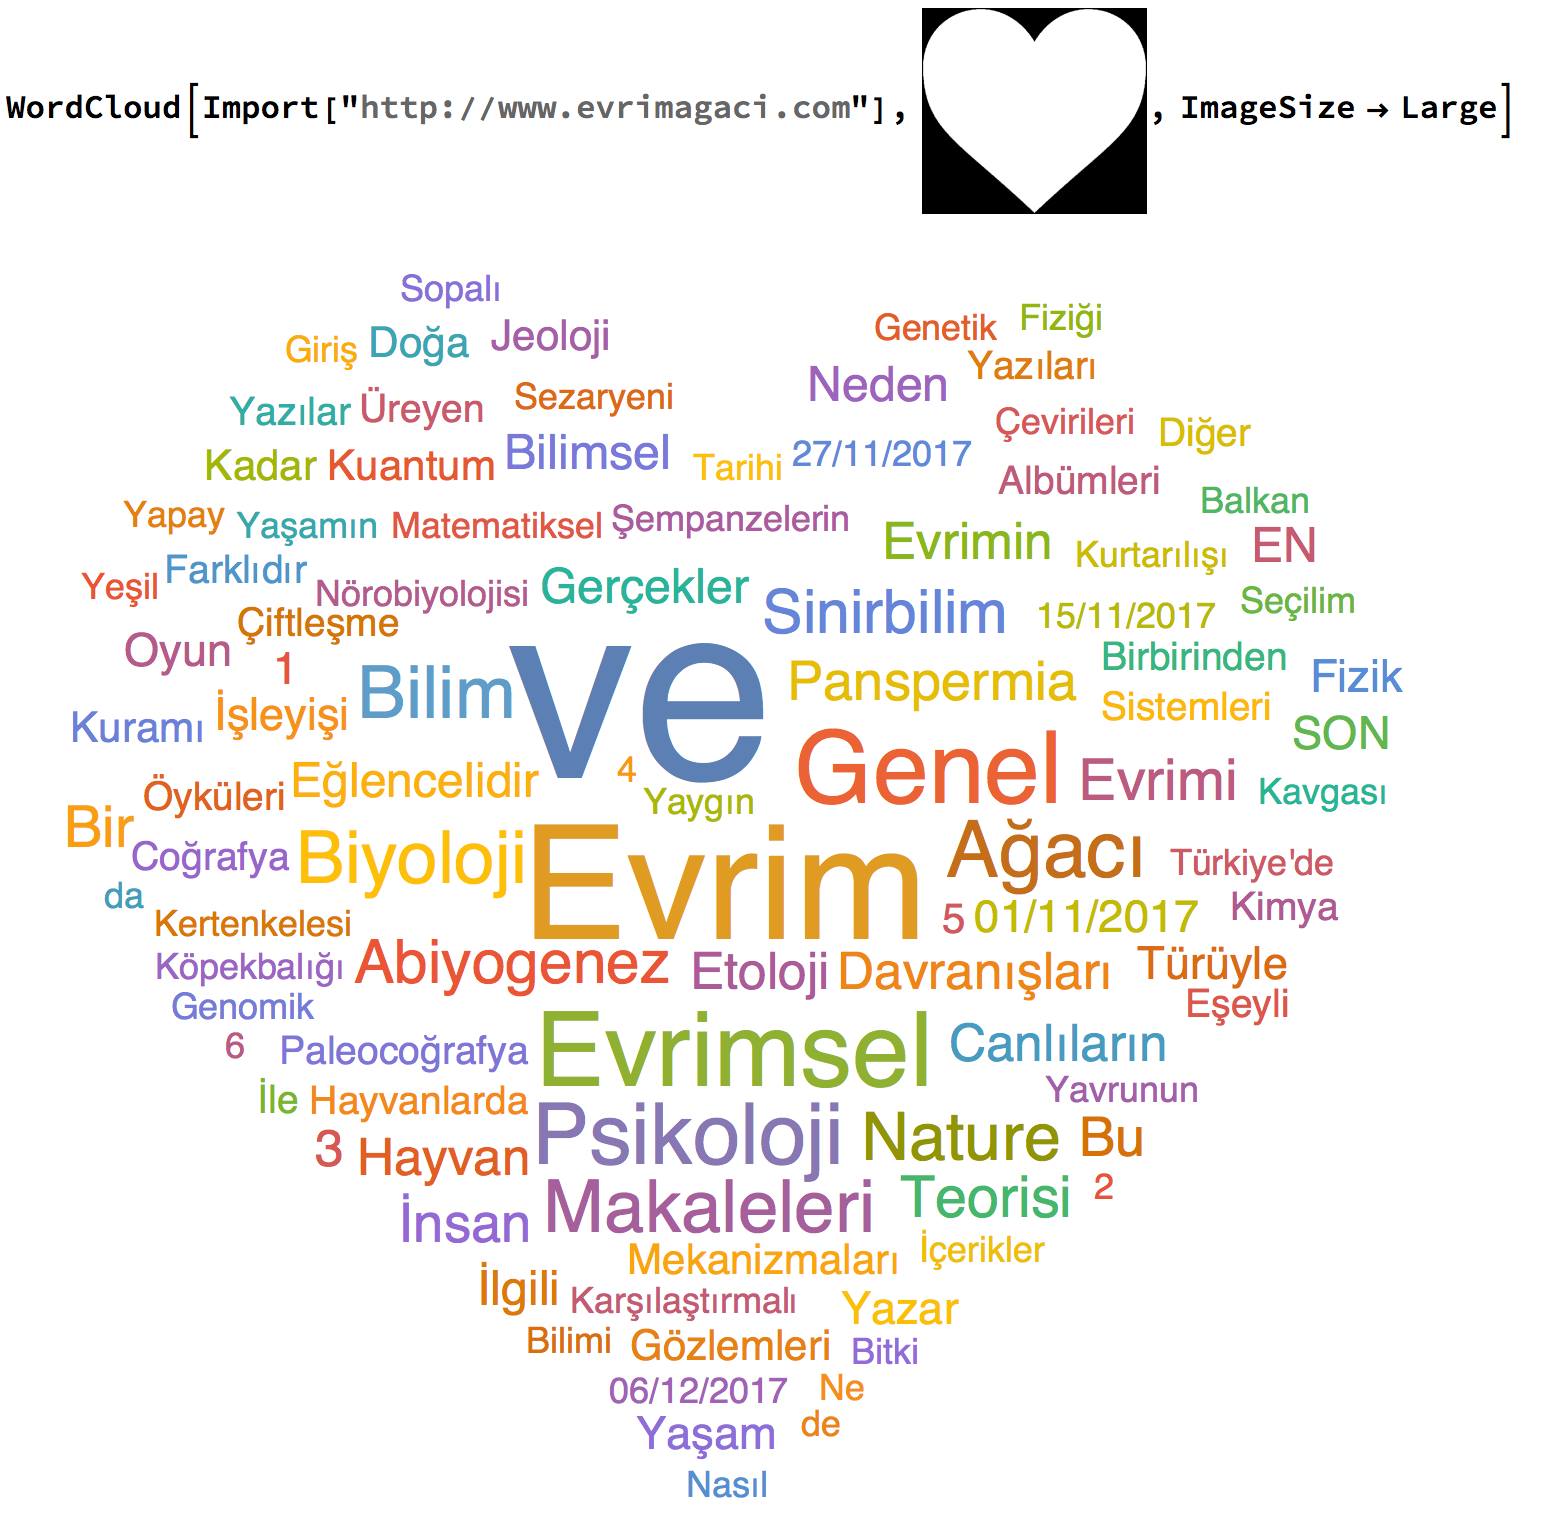 WordCloud[Import["http://www.evrimagaci.com"], , ImageSize → Large]
Sopalı
Giriş Doğa Jeoloji Genetik Fiziği
Yazıları
Yazılar Üreyen Sezaryeni Neden
Çevirileri Diğer
Kadar Kuantum Bilimsel Tarihi 27/11/2017
Albümleri
Balkan
Yapay Yaşamın Matematiksel Şempanzelerin Evrimin Kurtarılışı EN
Yeşil Farklıdır Nörobiyolojisi Gerçekler Sinirbilim 15/11/2017 Seçilim
Çiftleşme
Oyun 1 Bilim ve Panspermia Birbirinden Fizik
Kuramı İşleyişi Sistemleri SON
Öyküleri Eğlencelidir 4 Yaygın Genel Evrimi Kavgası
Bir Coğrafya Biyoloji Evrim Ağacı Türkiye'de
da Kertenkelesi 5 01/11/2017 Kimya
Köpekbalığı Abiyogenez Etoloji Davranışları Türüyle
Genomik Eşeyli
6 Paleocoğrafya Evrimsel Canlıların
İle Hayvanlarda Yavrunun
3 Hayvan Psikoloji Nature Bu
İnsan Makaleleri Teorisi 2
Mekanizmaları İçerikler
İlgili Karşılaştırmalı Yazar
Bilimi Gözlemleri Bitki
06/12/2017 Ne
Yaşam de
Nasıl